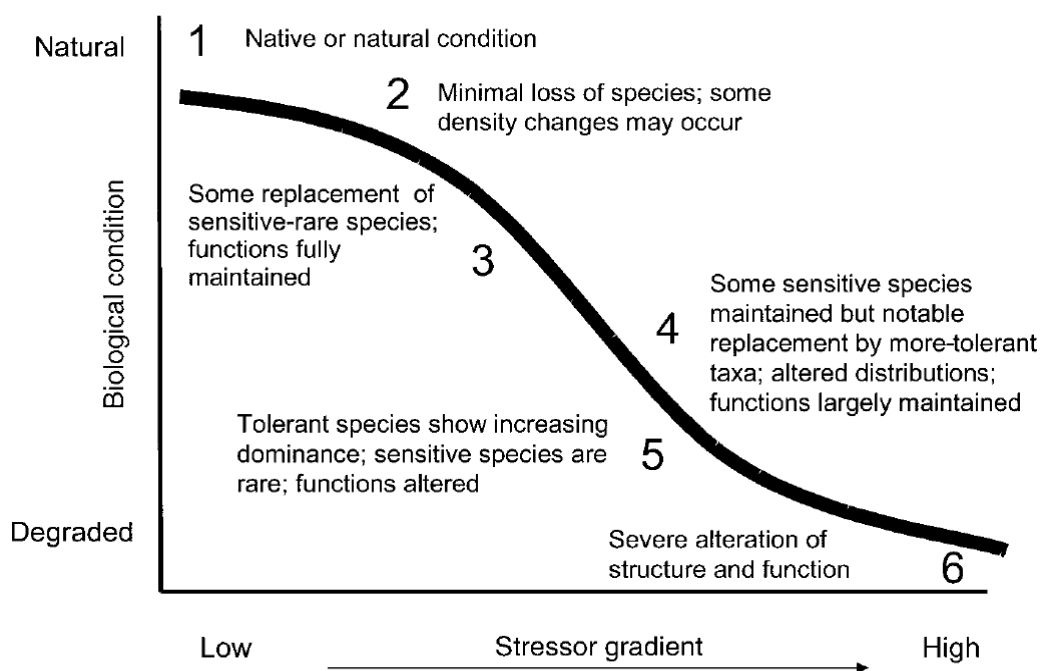 Natural
1 Native or natural condition
2 Minimal loss of species; some
density changes may occur
Some replacement of
sensitive-rare species;
functions fully
maintained
3
4
Some sensitive species
maintained but notable
replacement by more-tolerant
taxa; altered distributions;
functions largely maintained
Biological condition
Tolerant species show increasing
dominance; sensitive species are
rare; functions altered
5
Degraded
Severe alteration of
structure and function
6
Low
Stressor gradient
High